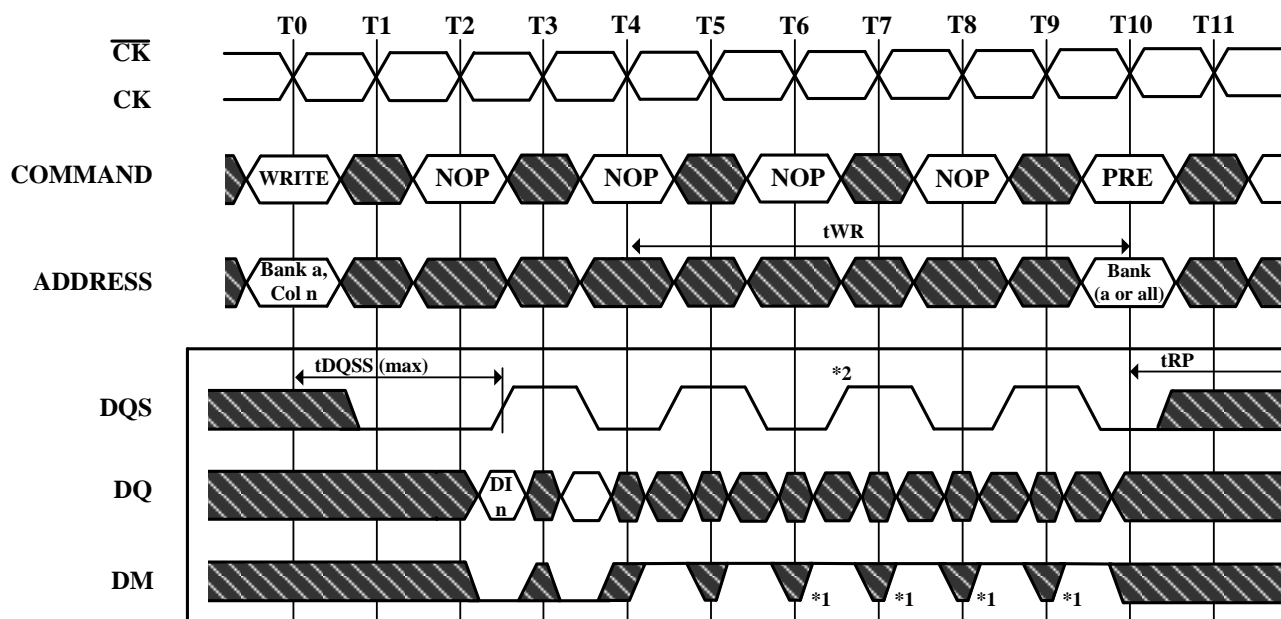 T0 T1 T2 T3 T4 T5 T6 T7 T8 T9 T10 T11
CK
CK
COMMAND WRITE NOP NOP NOP NOP PRE
tWR
ADDRESS Bank a, Col n Bank (a or all)
tDQSS (max) tRP
*2
DQS
DQ DI n
DM *1 *1 *1 *1